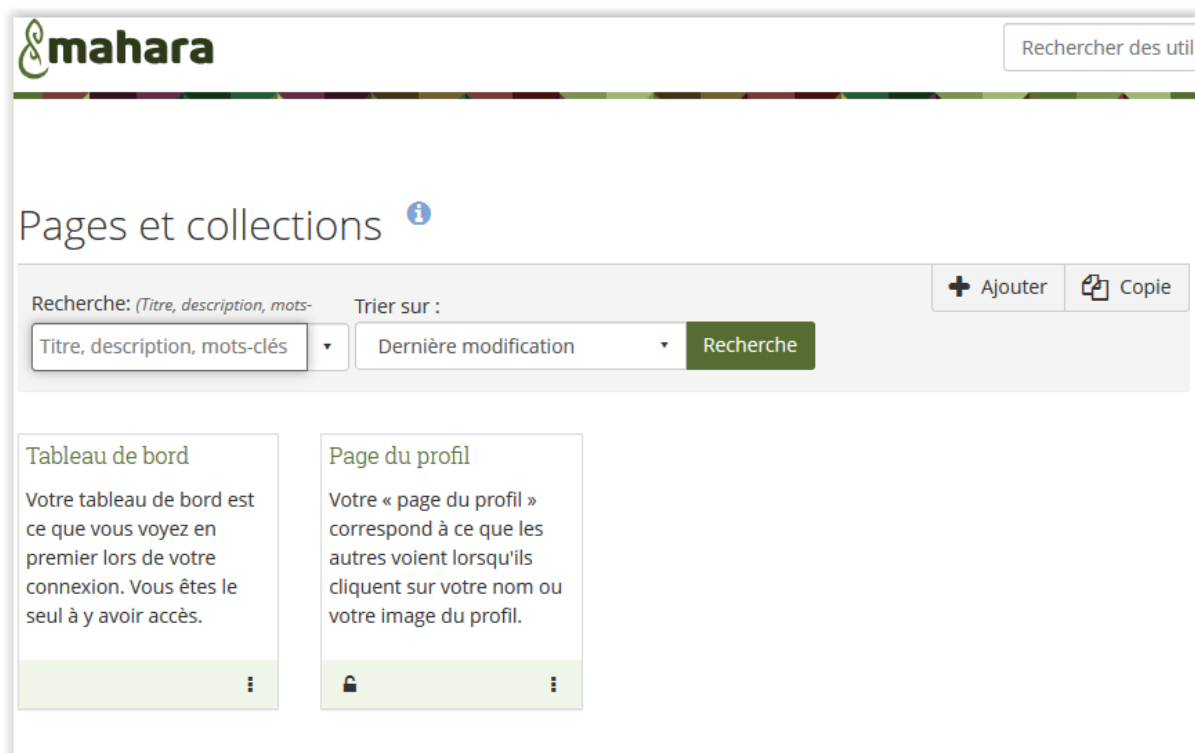 mahara
Rechercher des util
Pages et collections
Ajouter
Copie
Recherche: (Titre, description, mots-
Trier sur :
Titre, description, mots-clés
Dernière modification
Recherche
Tableau de bord
Votre tableau de bord est
ce que vous voyez en
premier lors de votre
connexion. Vous êtes le
seul à y avoir accès.
Page du profil
Votre « page du profil »
correspond à ce que les
autres voient lorsqu'ils
cliquent sur votre nom ou
votre image du profil.